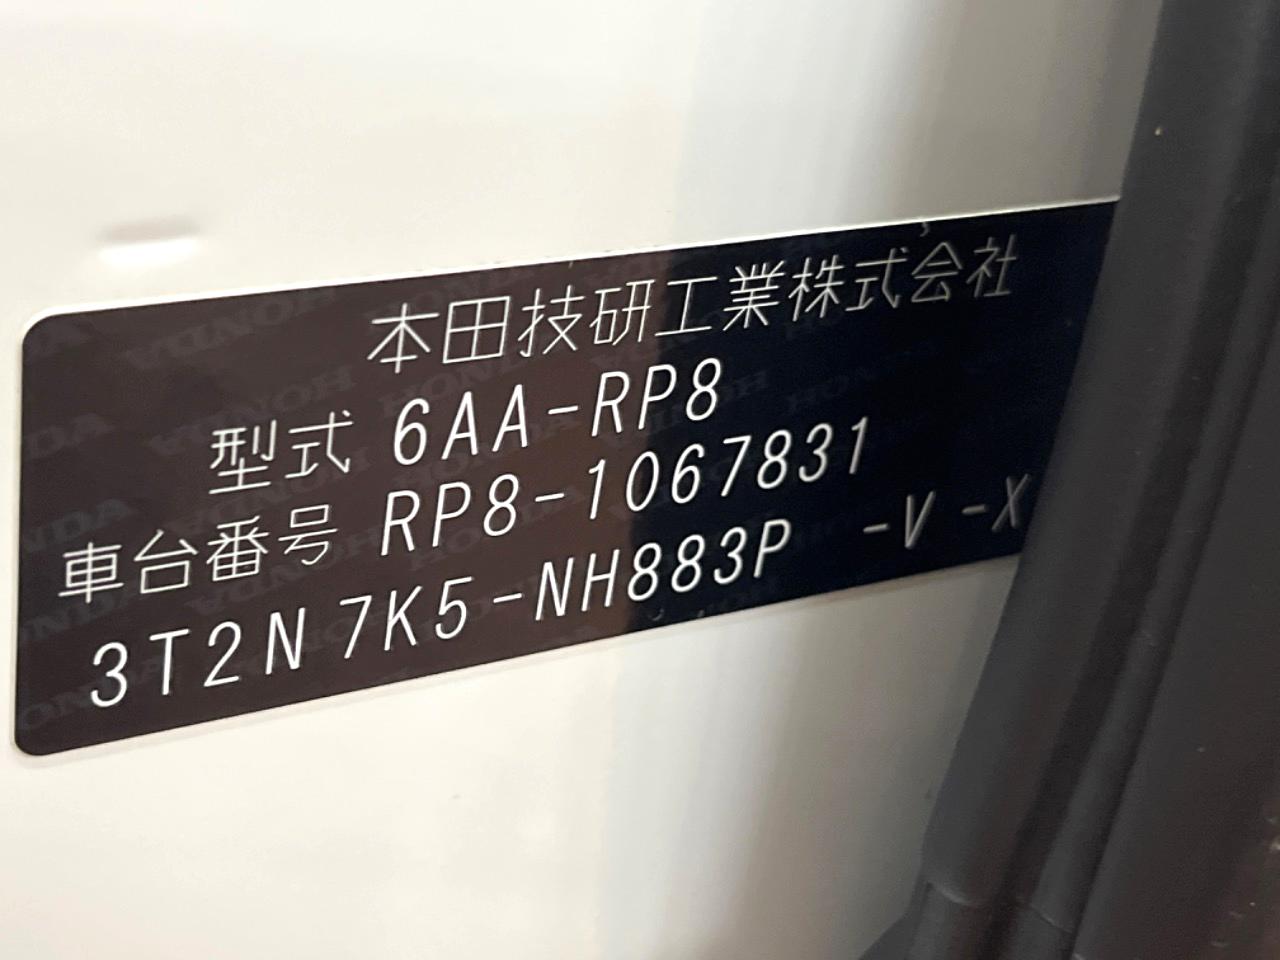 本田技研工業株式会社
型式 6AA-RP8
車台番号 RP8-1067831
3T2N 7K5-NH883P -V -X